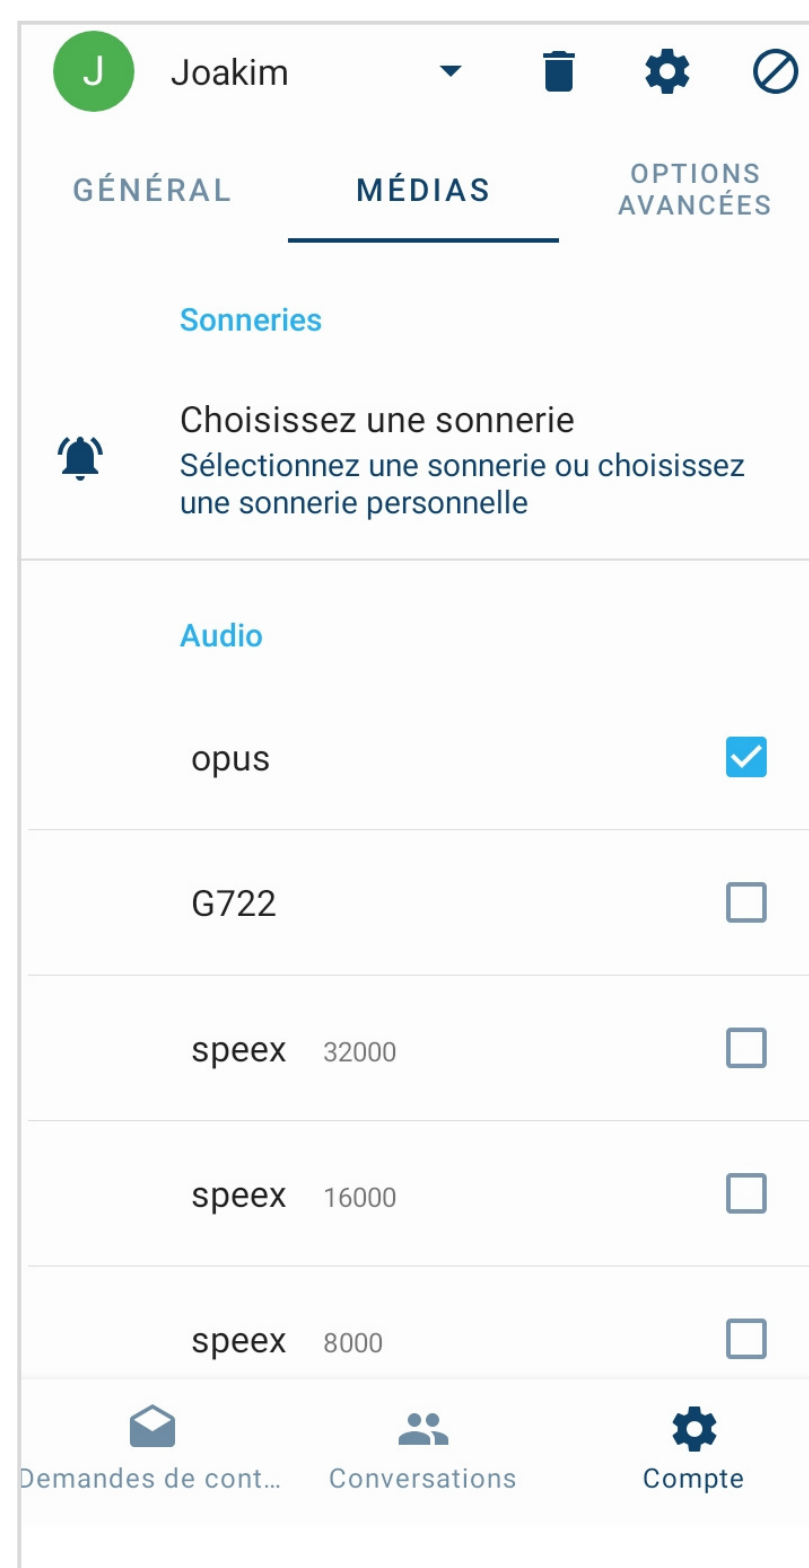 J
Joakim
GÉNÉRAL
MÉDIAS
OPTIONS
AVANCÉES
Sonneries
Choisissez une sonnerie
Sélectionnez une sonnerie ou choisissez
une sonnerie personnelle
Audio
opus
G722
speex 32000
speex 16000
speex 8000
Demandes de cont...
Conversations
Compte